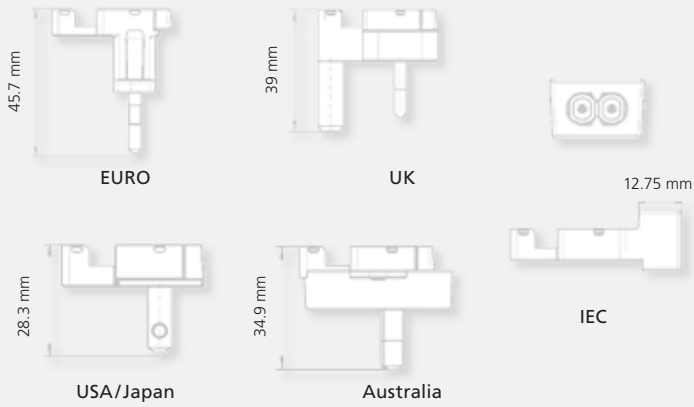 45.7 mm
EURO
39 mm
UK
12.75 mm
IEC
28.3 mm
USA/Japan
34.9 mm
Australia